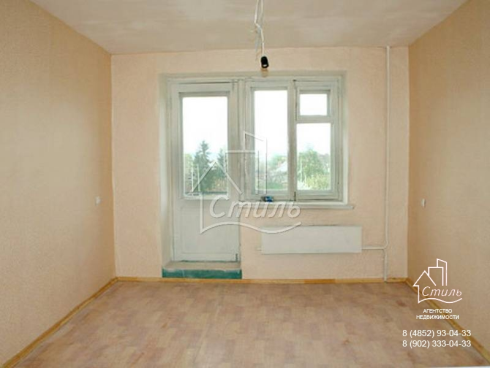 Стиль
Стиль
АГЕНТСТВО
НЕДВИЖИМОСТИ
8 (4852) 93-04-33
8 (902) 333-04-33